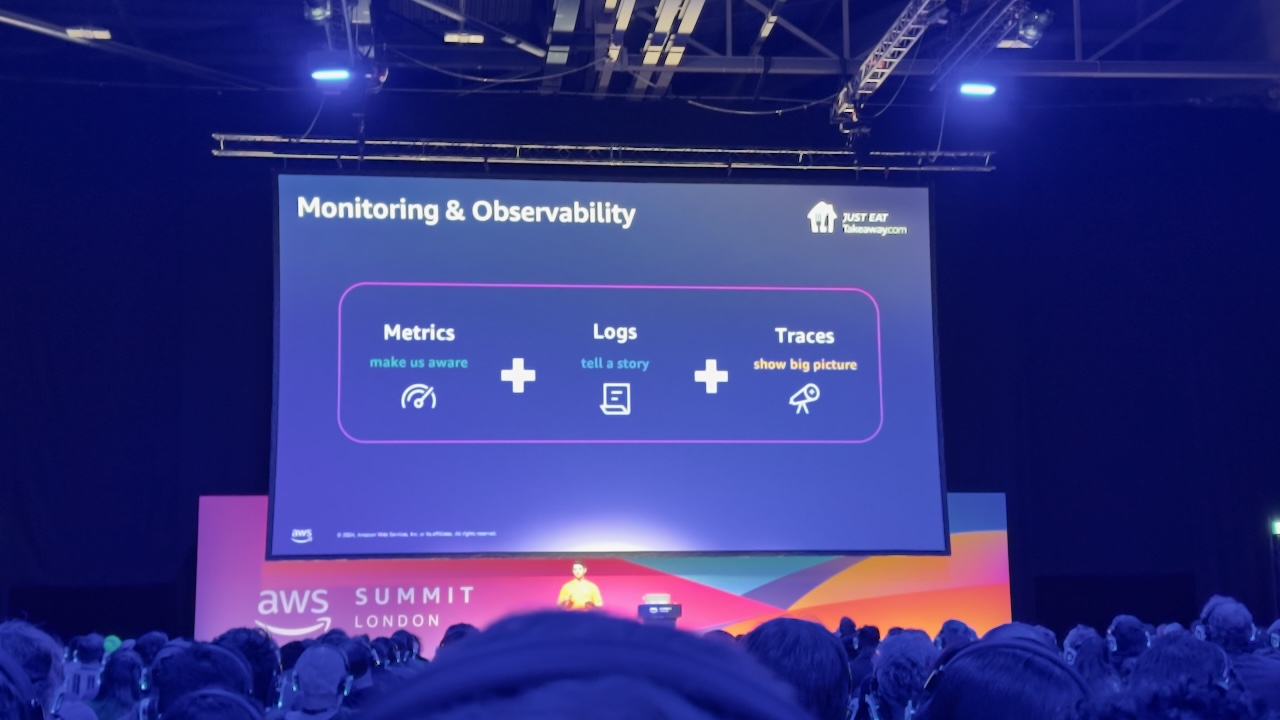 Monitoring & Observability
JUST EAT
Takeaway.com
Metrics
make us aware
Logs
tell a story
Traces
show big picture
aws
© 2024, Amazon Web Services, Inc. or its affiliates. All rights reserved.
aws
SUMMIT
LONDON